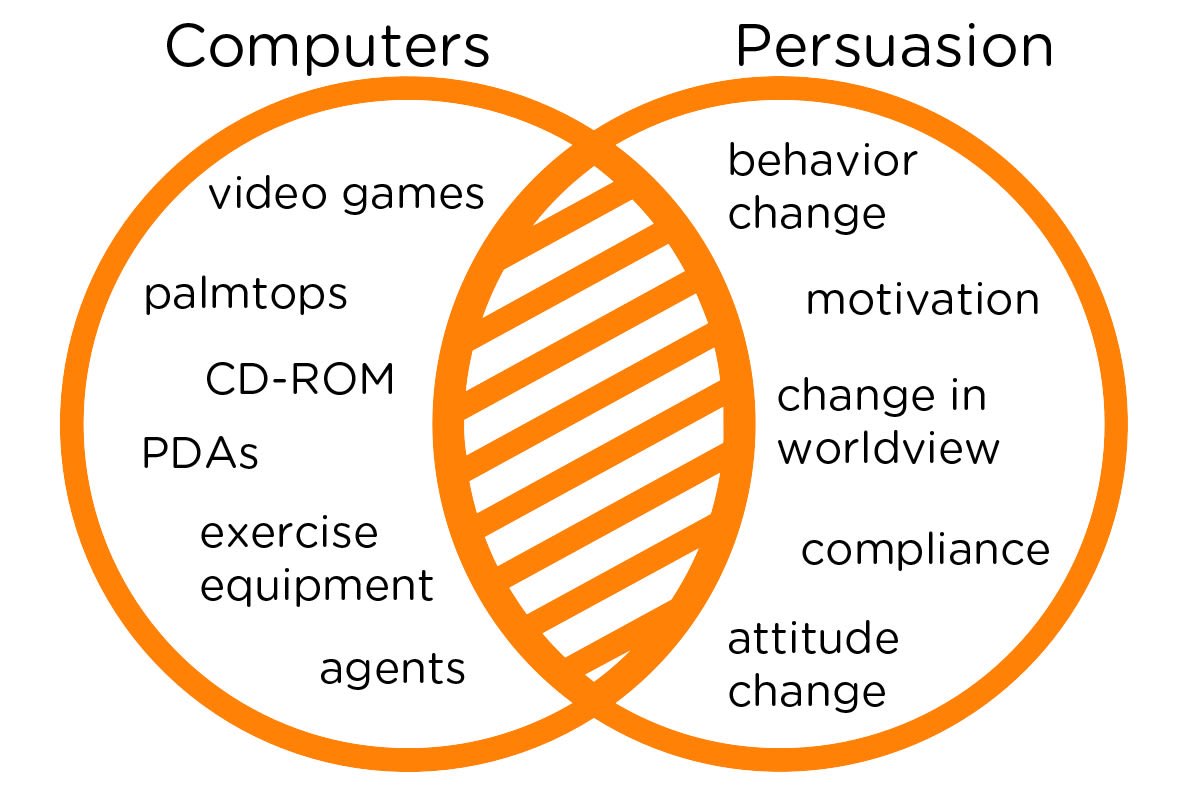 Computers
Persuasion
video games
palmtops
CD-ROM
PDAs
exercise
equipment
agents
behavior
change
motivation
change in
worldview
compliance
attitude
change